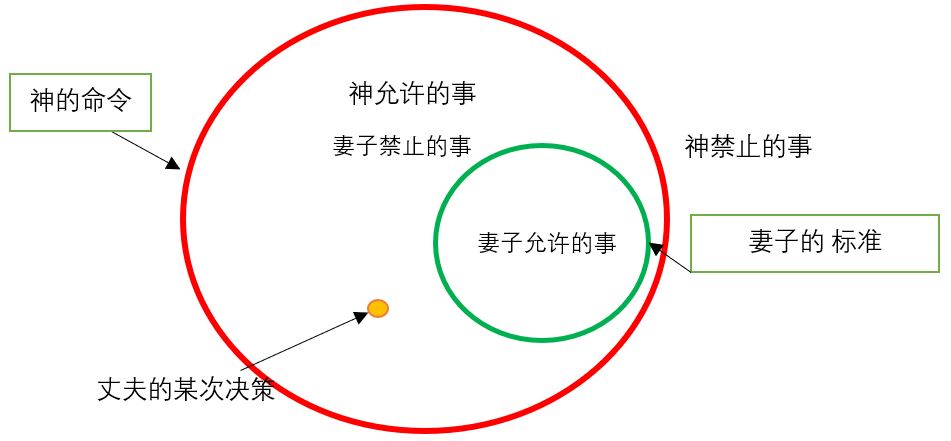 神的命令
神允许的事
妻子禁止的事
神禁止的事
妻子允许的事
妻子的 标准
丈夫的某次决策